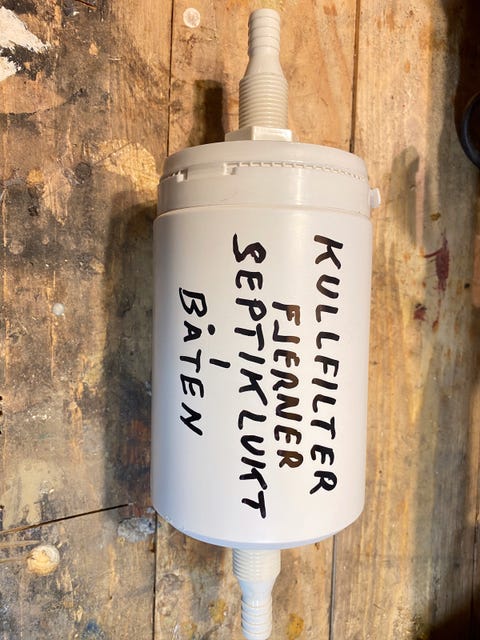 KULLFILTER
FJERNER
SEPTIKLUKT
I
BÅTEN